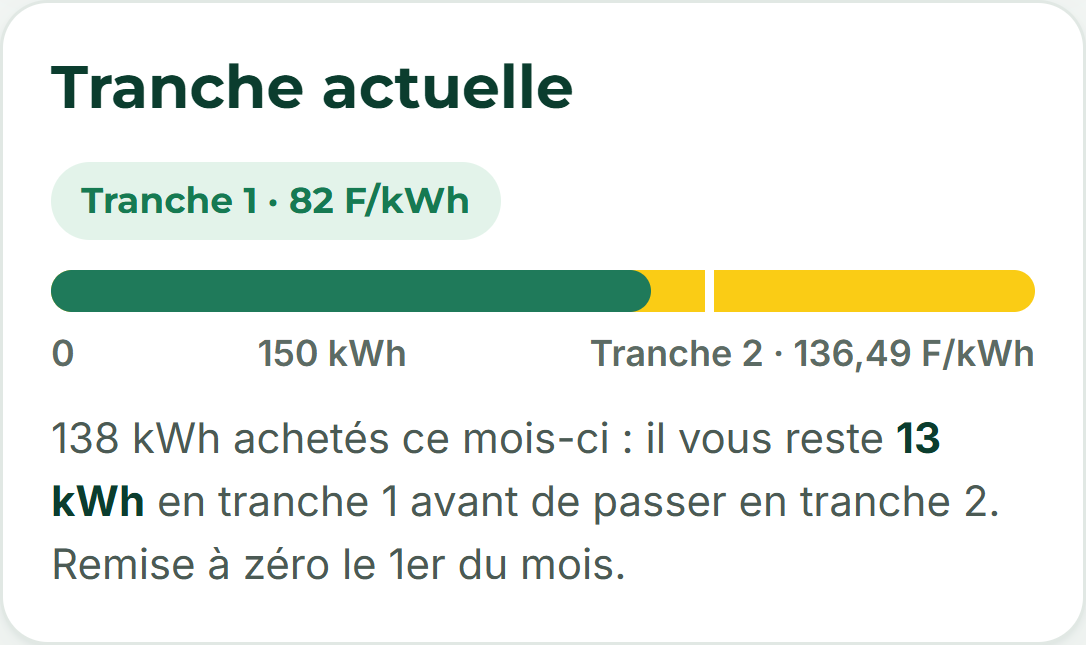 Tranche actuelle
Tranche 1 · 82 F/kWh
0 150 kWh Tranche 2 · 136,49 F/kWh
138 kWh achetés ce mois-ci : il vous reste 13
kWh en tranche 1 avant de passer en tranche 2.
Remise à zéro le 1er du mois.